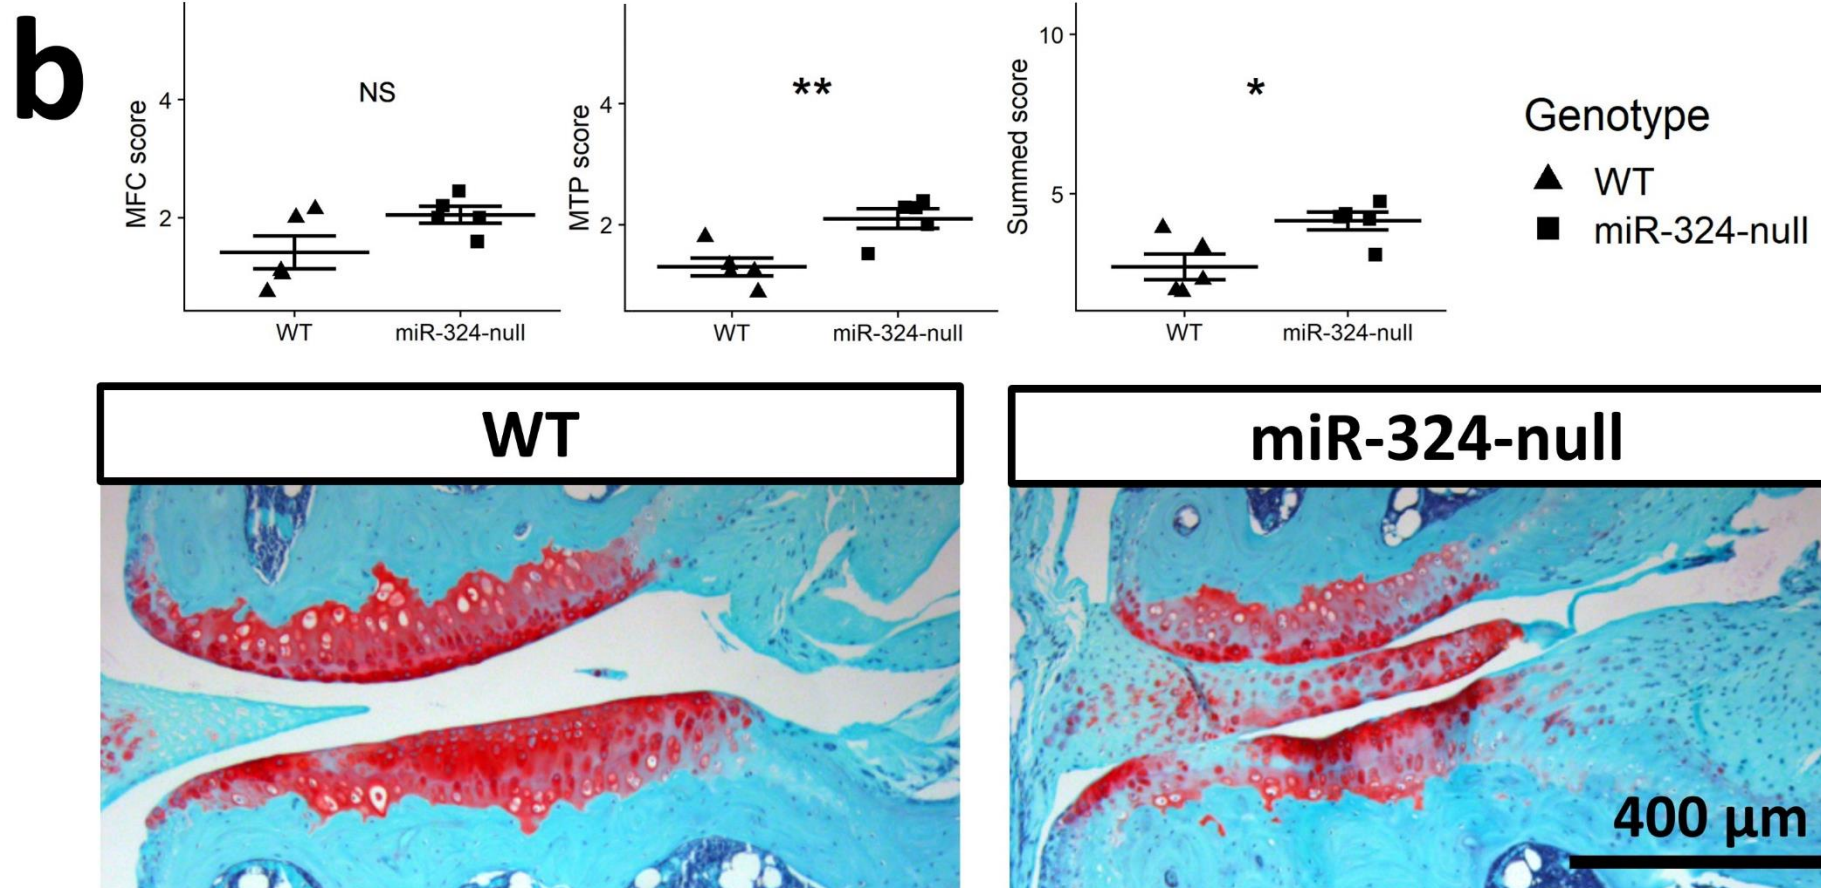 b
MFC score
4
2
NS
WT
miR-324-null
MTP score
4
2
**
WT
miR-324-null
Summed score
10
5
*
WT
miR-324-null
Genotype
WT
miR-324-null
WT
miR-324-null
400 µm